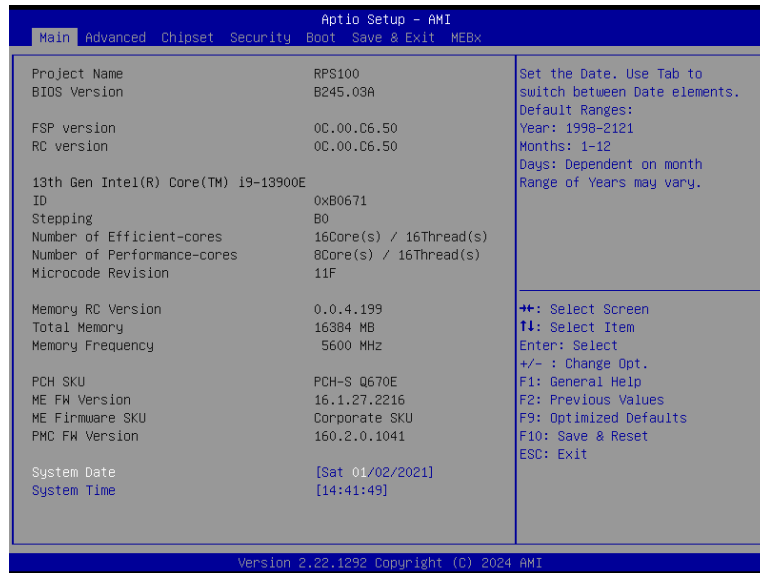 Aptio Setup – AMI
Main Advanced Chipset Security Boot Save & Exit MEBx
Project Name RPS100
BIOS Version B245.03A
FSP version 0C.00.C6.50
RC version 0C.00.C6.50
13th Gen Intel(R) Core(TM) i9-13900E
ID 0xB0671
Stepping B0
Number of Efficient-cores 16Core(s) / 16Thread(s)
Number of Performance-cores 8Core(s) / 16Thread(s)
Microcode Revision 11F
Memory RC Version 0.0.4.199
Total Memory 16384 MB
Memory Frequency 5600 MHz
PCH SKU PCH-S Q670E
ME FW Version 16.1.27.2216
ME Firmware SKU Corporate SKU
PMC FW Version 160.2.0.1041
System Date [Sat 01/02/2021]
System Time [14:41:49]
Set the Date. Use Tab to
switch between Date elements.
Default Ranges:
Year: 1998-2121
Months: 1-12
Days: Dependent on month
Range of Years may vary.
→←: Select Screen
↑↓: Select Item
Enter: Select
+/- : Change Opt.
F1: General Help
F2: Previous Values
F9: Optimized Defaults
F10: Save & Reset
ESC: Exit
Version 2.22.1292 Copyright (C) 2024 AMI